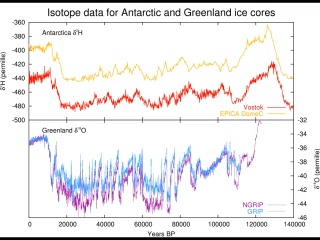 Isotope data for Antarctic and Greenland ice cores
-360
-380
-400
-420
-440
-460
-480
-500
δ²H (permille)
Antarctica δ²H
Vostok
EPICA DomeC
Greenland δ¹⁸O
-32
-34
-36
-38
-40
-42
-44
-46
δ¹⁸O (permille)
NGRIP
GRIP
0 20000 40000 60000 80000 100000 120000 140000
Years BP